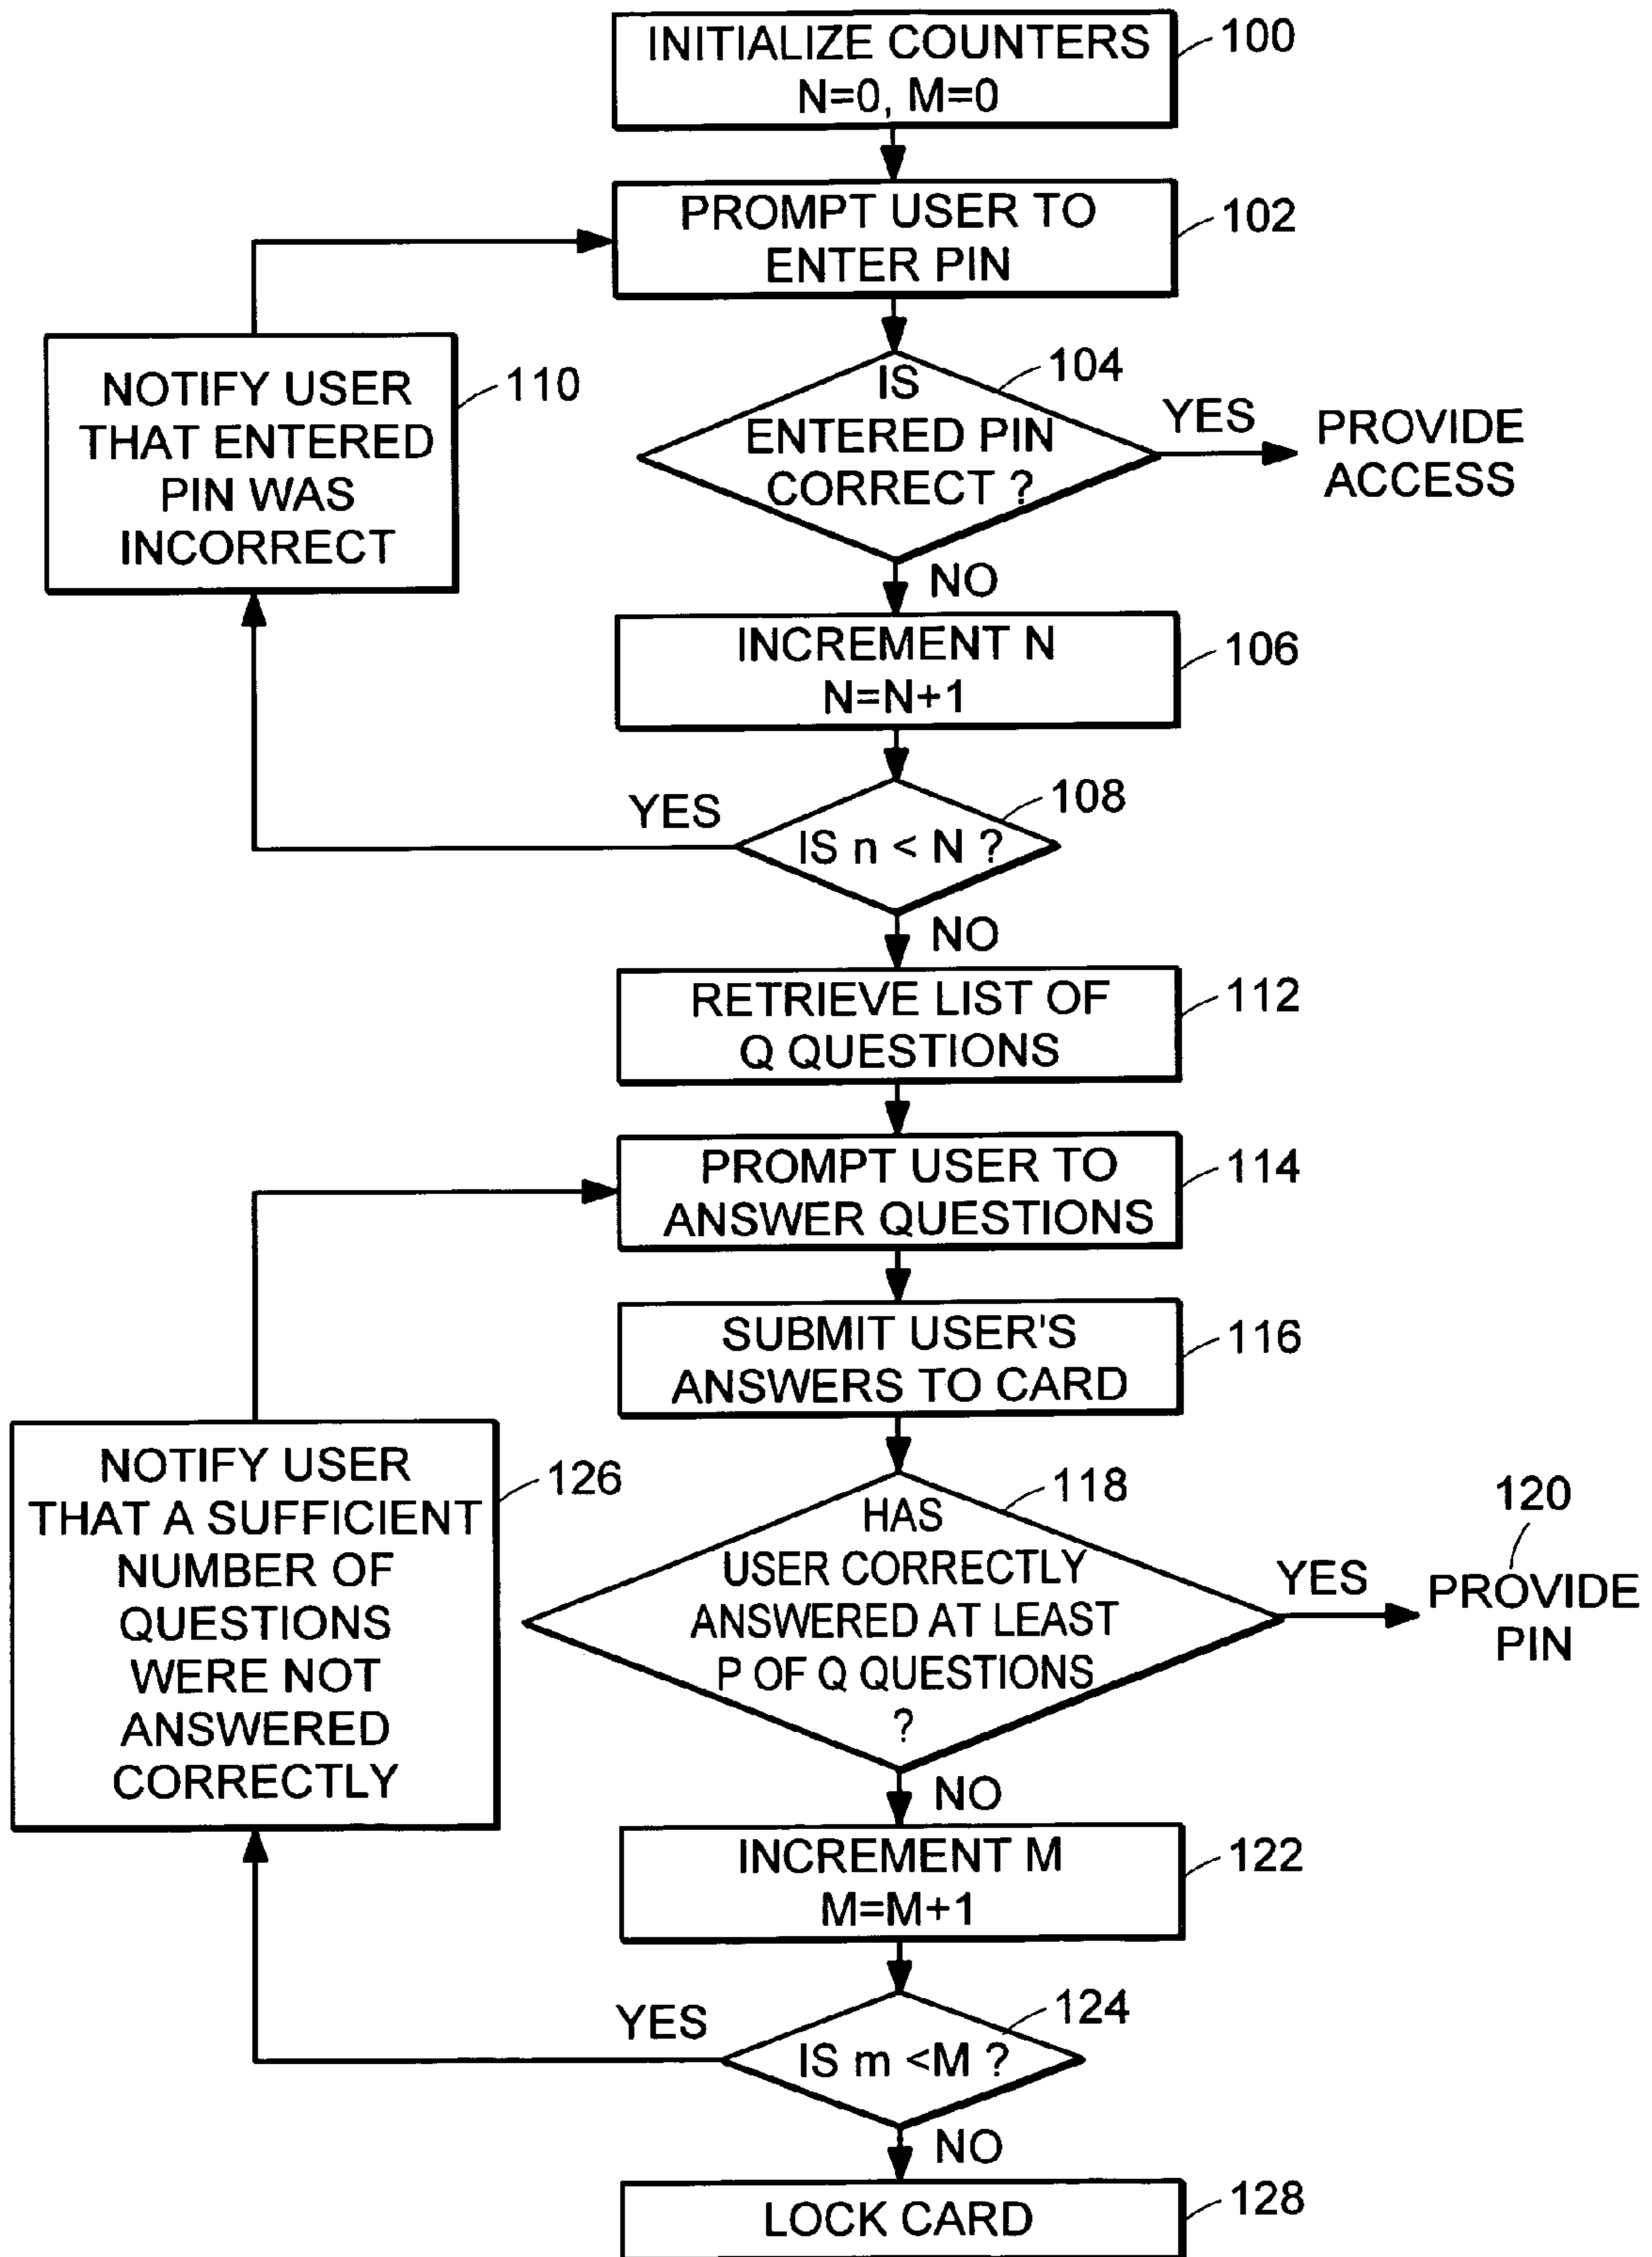 INITIALIZE COUNTERS
N=0, M=0
100
PROMPT USER TO
ENTER PIN
102
NOTIFY USER
THAT ENTERED
PIN WAS
INCORRECT
110
IS
ENTERED PIN
CORRECT ?
104
YES
PROVIDE
ACCESS
NO
INCREMENT N
N=N+1
106
YES
IS n < N ?
108
NO
RETRIEVE LIST OF
Q QUESTIONS
112
PROMPT USER TO
ANSWER QUESTIONS
114
SUBMIT USER'S
ANSWERS TO CARD
116
NOTIFY USER
THAT A SUFFICIENT
NUMBER OF
QUESTIONS
WERE NOT
ANSWERED
CORRECTLY
126
HAS
USER CORRECTLY
ANSWERED AT LEAST
P OF Q QUESTIONS
?
118
YES
120
PROVIDE
PIN
NO
INCREMENT M
M=M+1
122
YES
IS m <M ?
124
NO
LOCK CARD
128